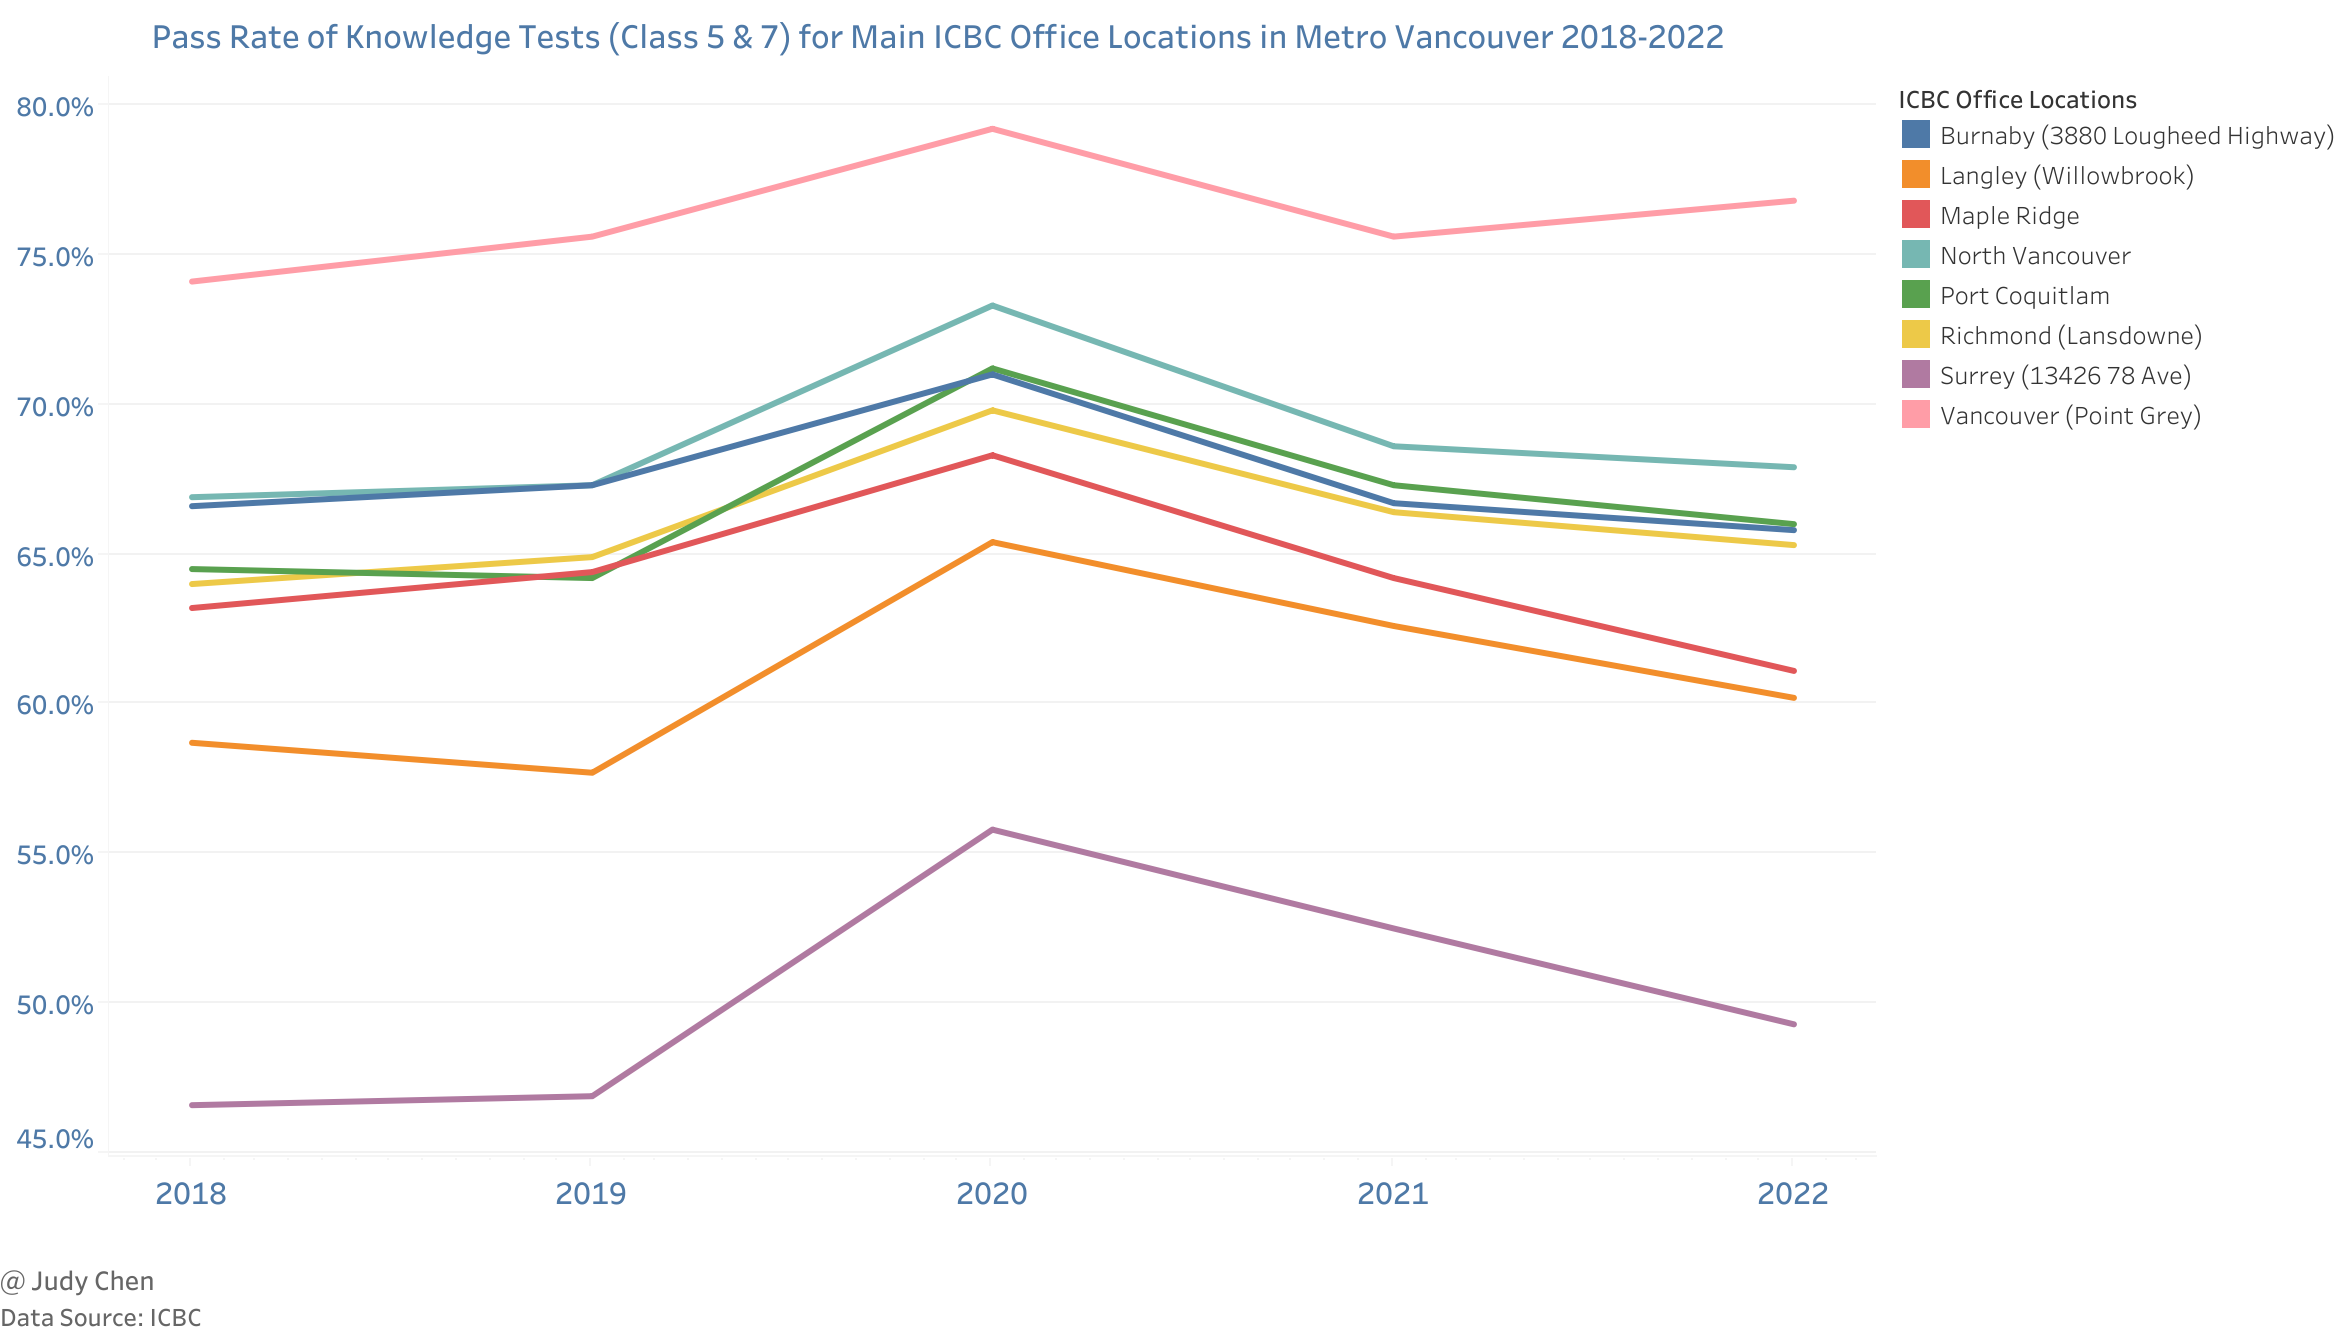 Pass Rate of Knowledge Tests (Class 5 & 7) for Main ICBC Office Locations in Metro Vancouver 2018-2022
80.0%
75.0%
70.0%
65.0%
60.0%
55.0%
50.0%
45.0%
2018 2019 2020 2021 2022
ICBC Office Locations
Burnaby (3880 Lougheed Highway)
Langley (Willowbrook)
Maple Ridge
North Vancouver
Port Coquitlam
Richmond (Lansdowne)
Surrey (13426 78 Ave)
Vancouver (Point Grey)
@ Judy Chen
Data Source: ICBC